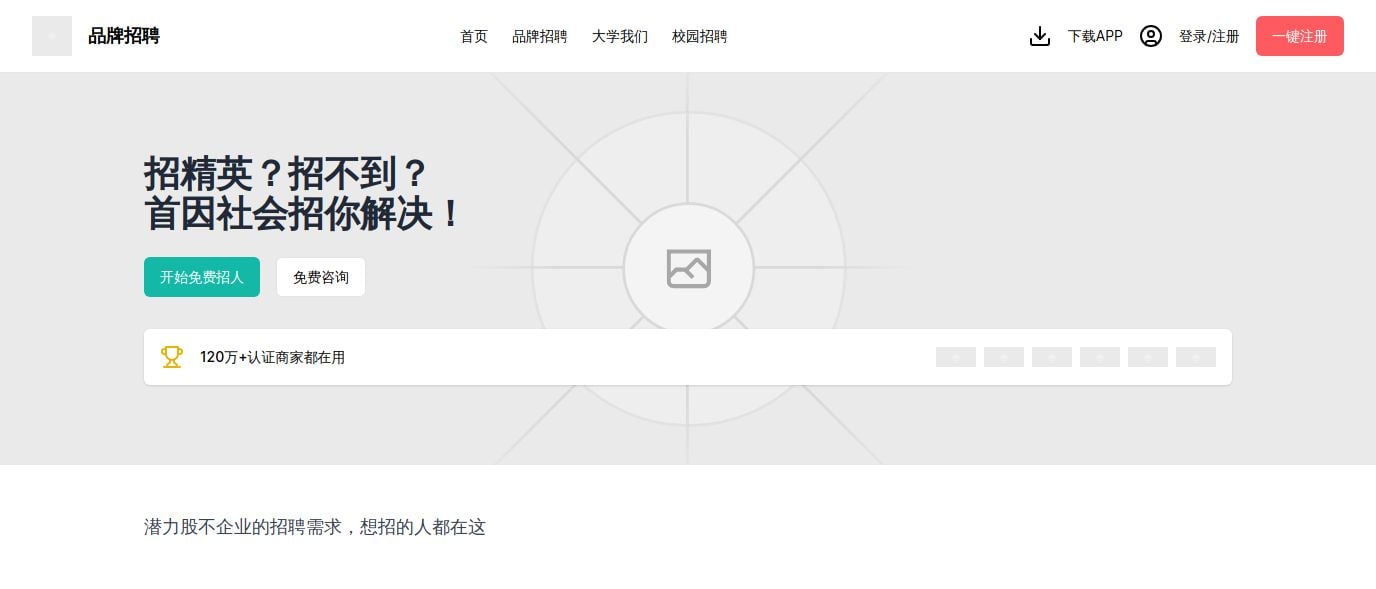 品牌招聘
首页 品牌招聘 大学我们 校园招聘
下载APP 登录/注册 一键注册
招精英？招不到？
首因社会招你解决！
开始免费招人 免费咨询
120万+认证商家都在用
潜力股不企业的招聘需求，想招的人都在这